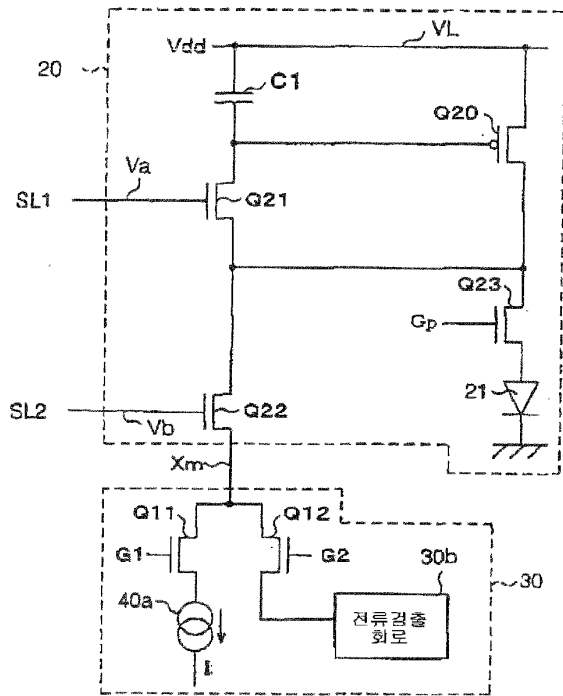 Vdd
VL
20
C1
Q20
Va
SL1
Q21
Q23
Gp
21
SL2
Q22
Vb
Xm
Q11
Q12
G1
G2
30b
30
40a
전류검출
회로
I